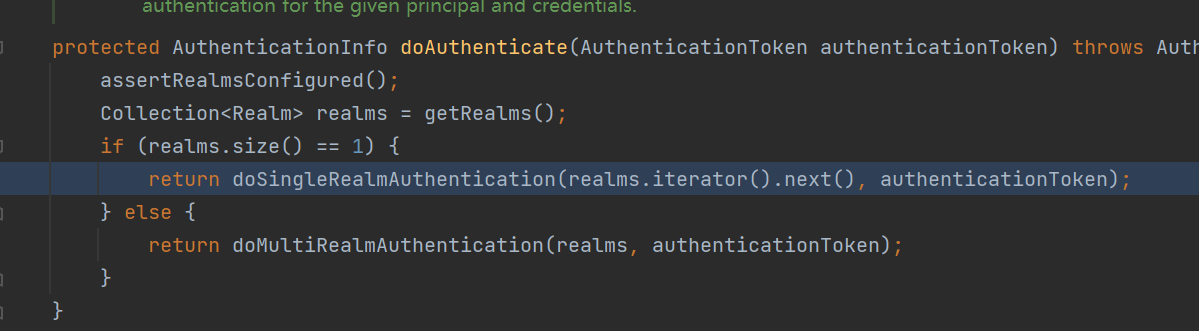 authentication for the given principal and credentials.
protected AuthenticationInfo doAuthenticate(AuthenticationToken authenticationToken) throws Auth
assertRealmsConfigured();
Collection<Realm> realms = getRealms();
if (realms.size() == 1) {
return doSingleRealmAuthentication(realms.iterator().next(), authenticationToken);
} else {
return doMultiRealmAuthentication(realms, authenticationToken);
}
}